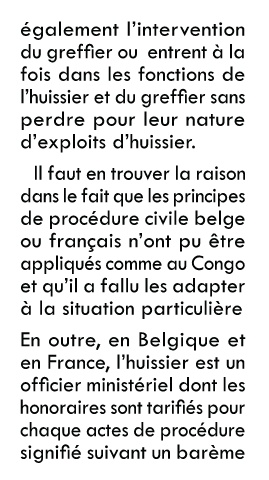 également l'intervention
du greffier ou entrent à la
fois dans les fonctions de
l'huissier et du greffier sans
perdre pour leur nature
d'exploits d'huissier.
Il faut en trouver la raison
dans le fait que les principes
de procédure civile belge
ou français n'ont pu être
appliqués comme au Congo
et qu'il a fallu les adapter
à la situation particulière
En outre, en Belgique et
en France, l'huissier est un
officier ministériel dont les
honoraires sont tarifiés pour
chaque actes de procédure
signifié suivant un barème